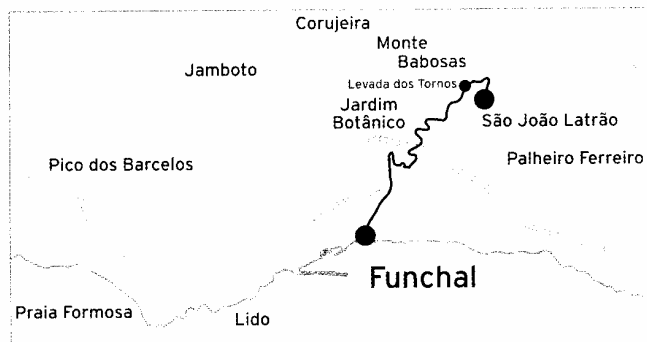 Corujeira
Monte
Babosas
Jamboto
Levada dos Tornos
Jardim
Botânico
São João Latrão
Palheiro Ferreiro
Pico dos Barcelos
Funchal
Praia Formosa
Lido